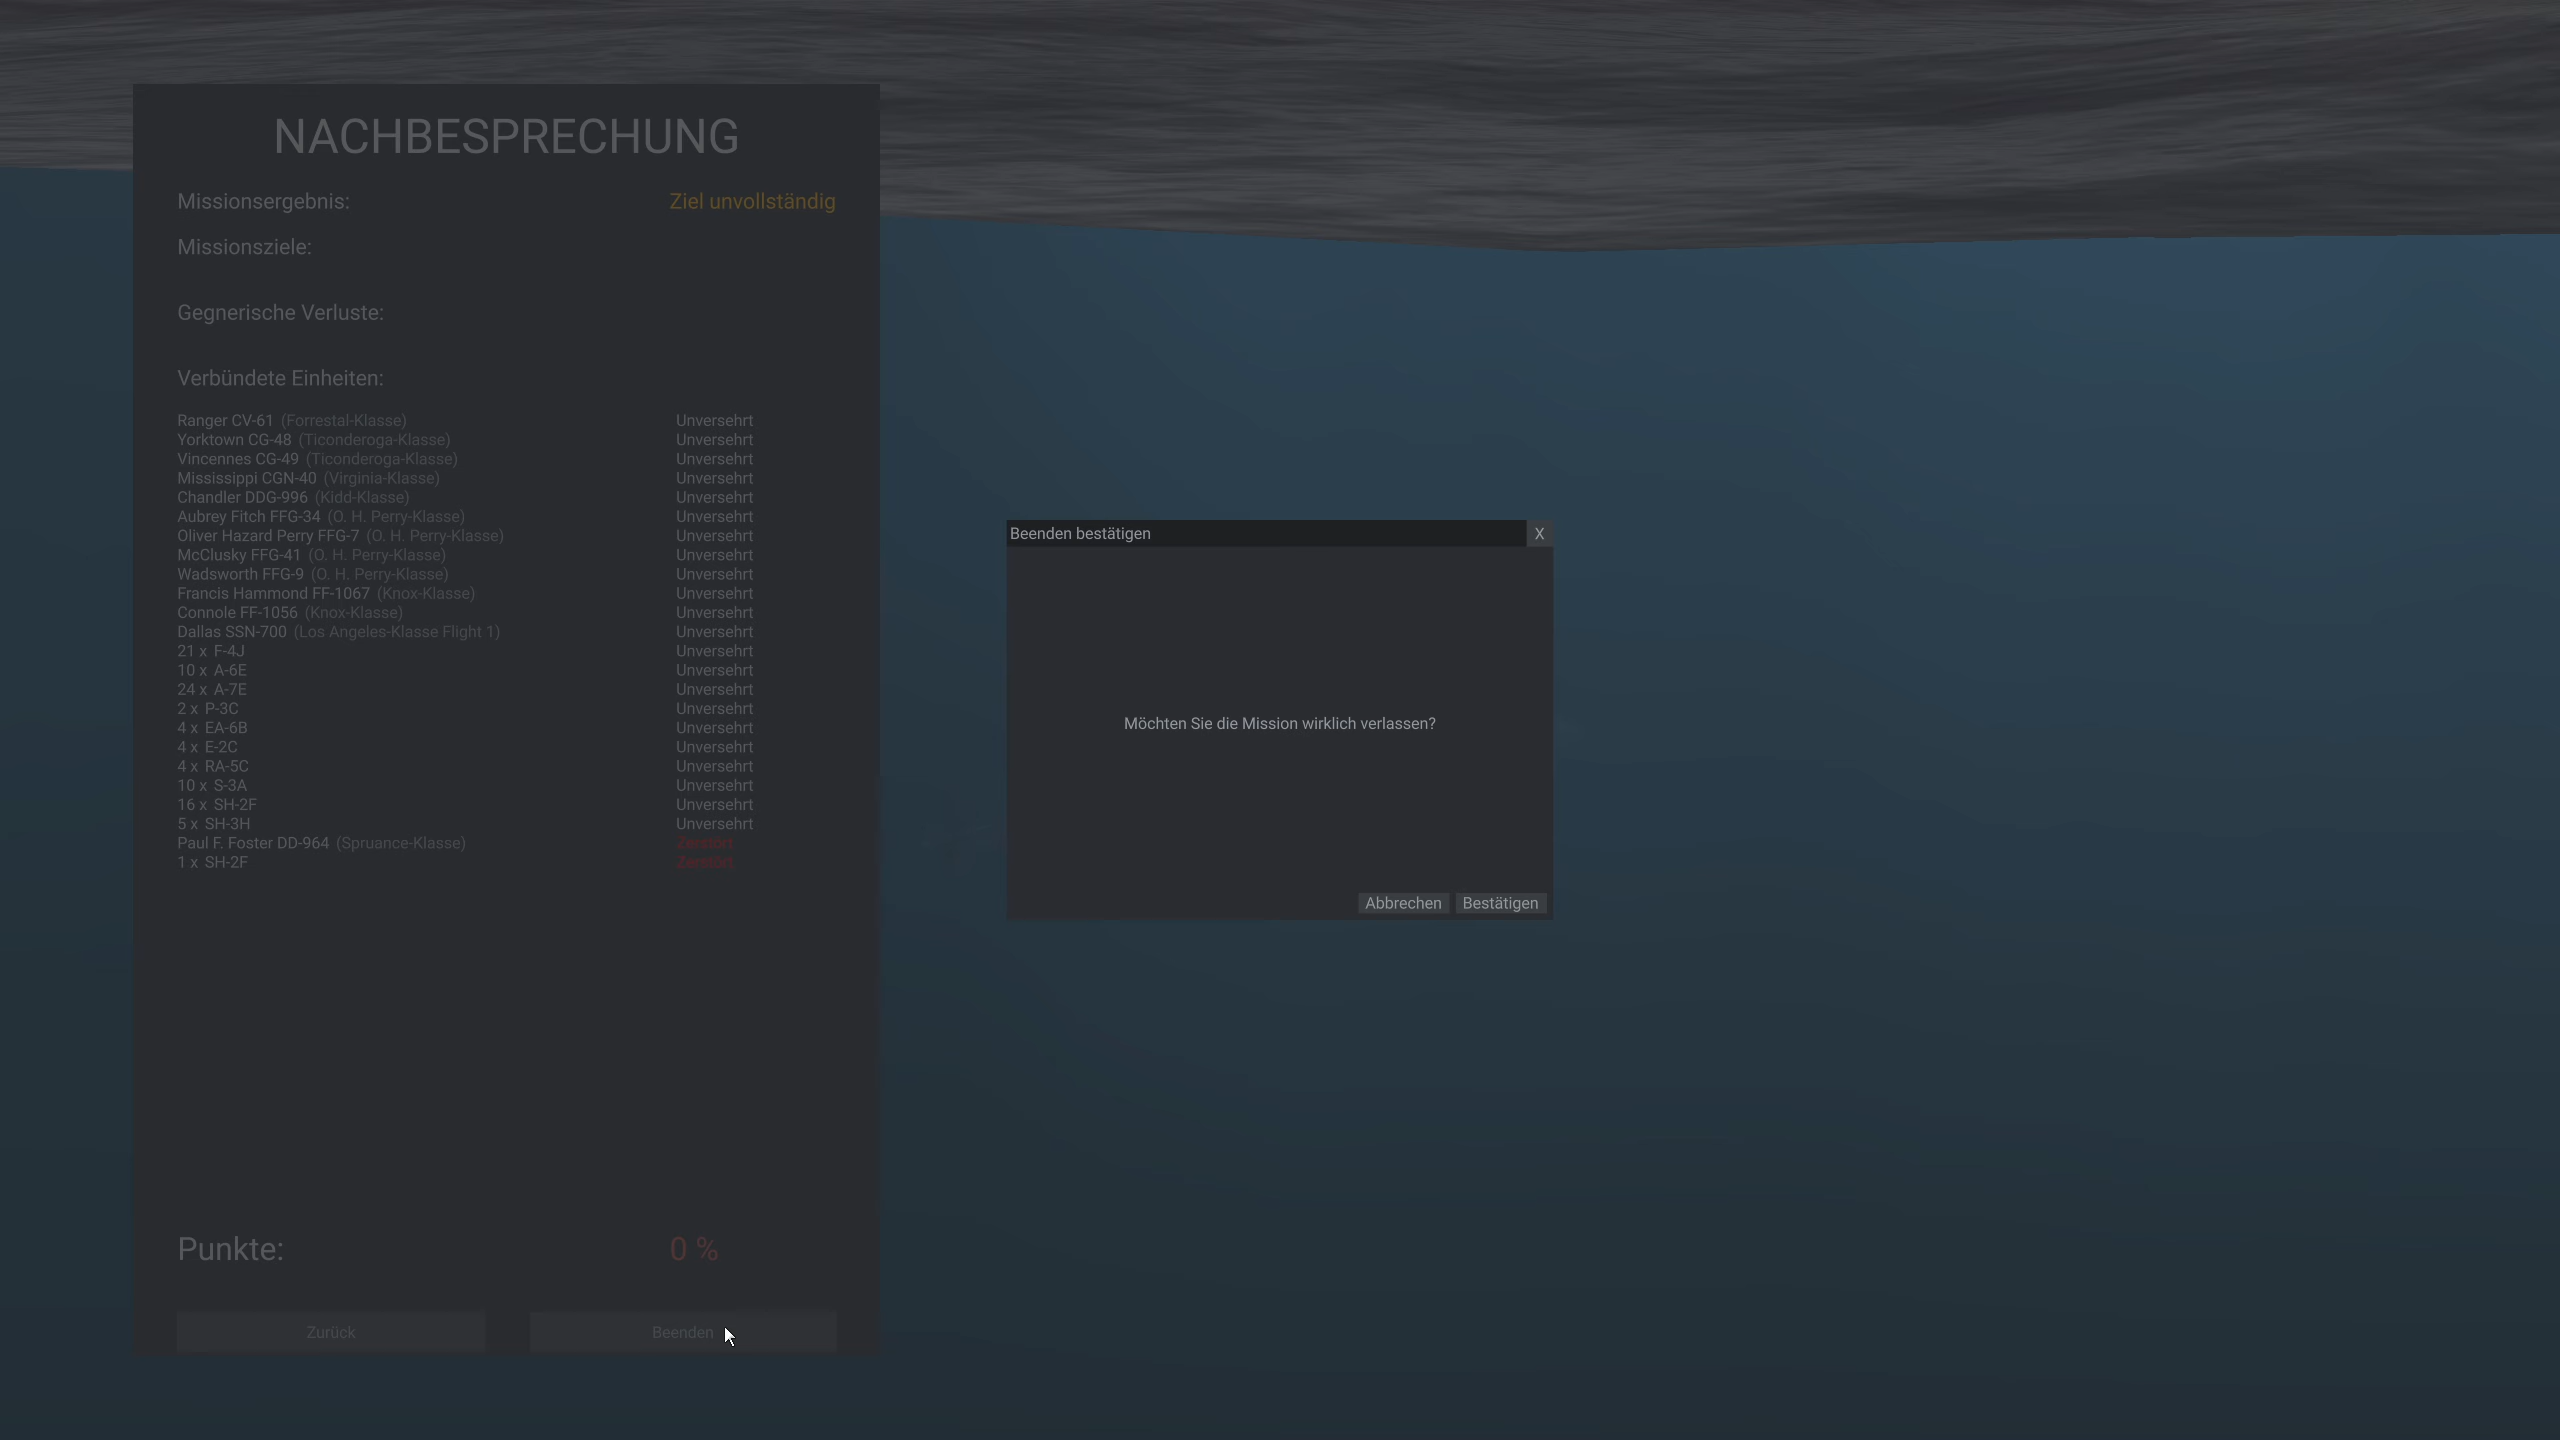 NACHBESPRECHUNG
Missionsergebnis: Ziel unvollständig
Missionsziele:
Gegnerische Verluste:
Verbündete Einheiten:
Ranger CV-61 (Forrestal-Klasse) Unversehrt
Yorktown CG-48 (Ticonderoga-Klasse) Unversehrt
Vincennes CG-49 (Ticonderoga-Klasse) Unversehrt
Mississippi CGN-40 (Virginia-Klasse) Unversehrt
Chandler DDG-996 (Kidd-Klasse) Unversehrt
Aubrey Fitch FFG-34 (O. H. Perry-Klasse) Unversehrt
Oliver Hazard Perry FFG-7 (O. H. Perry-Klasse) Unversehrt
McClusky FFG-41 (O. H. Perry-Klasse) Unversehrt
Wadsworth FFG-9 (O. H. Perry-Klasse) Unversehrt
Francis Hammond FF-1067 (Knox-Klasse) Unversehrt
Connole FF-1056 (Knox-Klasse) Unversehrt
Dallas SSN-700 (Los Angeles-Klasse Flight 1) Unversehrt
21 x F-4J Unversehrt
10 x A-6E Unversehrt
24 x A-7E Unversehrt
2 x P-3C Unversehrt
4 x EA-6B Unversehrt
4 x E-2C Unversehrt
4 x RA-5C Unversehrt
10 x S-3A Unversehrt
16 x SH-2F Unversehrt
5 x SH-3H Unversehrt
Paul F. Foster DD-964 (Spruance-Klasse) Zerstört
1 x SH-2F Zerstört
Punkte: 0 %
Zurück Beenden
Beenden bestätigen X
Möchten Sie die Mission wirklich verlassen?
Abbrechen Bestätigen